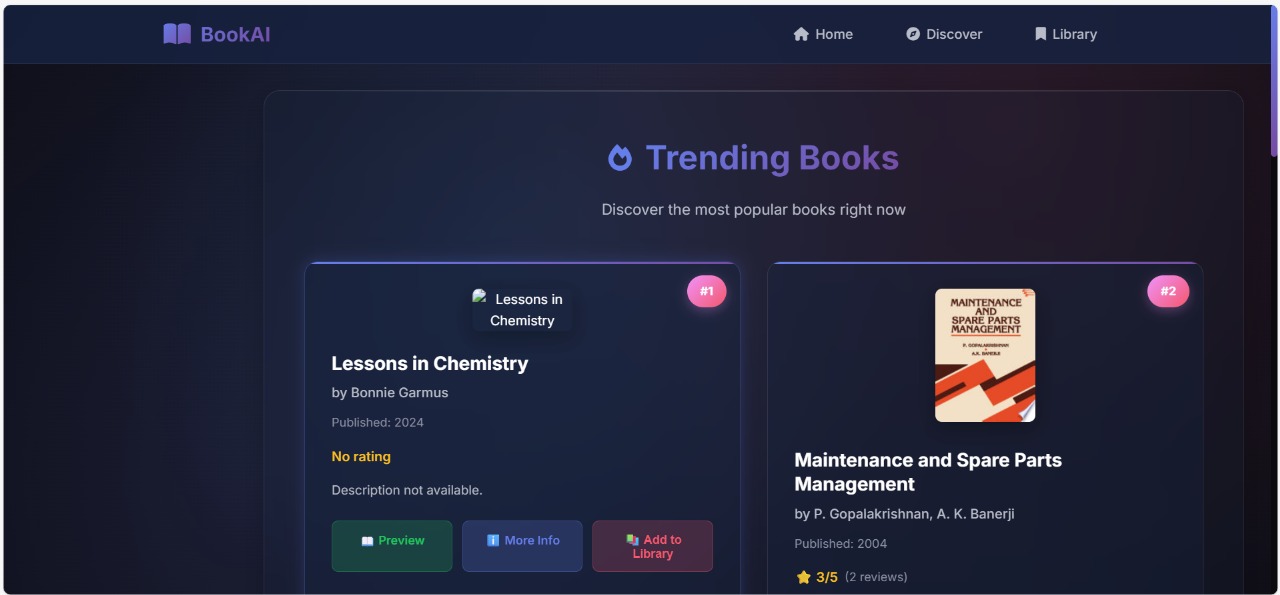 BookAI
Home
Discover
Library
Trending Books
Discover the most popular books right now
Lessons in
Chemistry
#1
Lessons in Chemistry
by Bonnie Garmus
Published: 2024
No rating
Description not available.
Preview
More Info
Add to
Library
#2
MAINTENANCE
AND
SPARE PARTS
MANAGEMENT
P. GOPALAKRISHNAN
A.K. BANERJI
Maintenance and Spare Parts
Management
by P. Gopalakrishnan, A. K. Banerji
Published: 2004
3/5 (2 reviews)